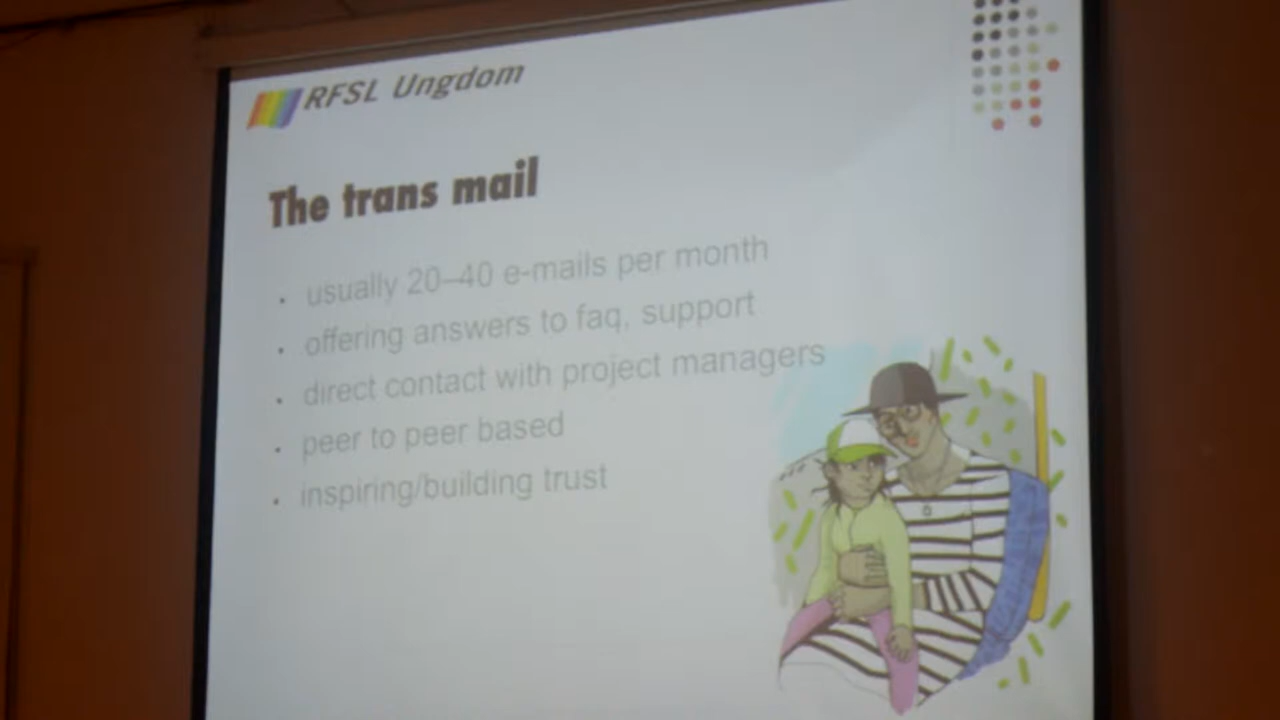 RFSL Ungdom
The trans mail
• usually 20–40 e-mails per month
• offering answers to faq, support
• direct contact with project managers
• peer to peer based
• inspiring/building trust